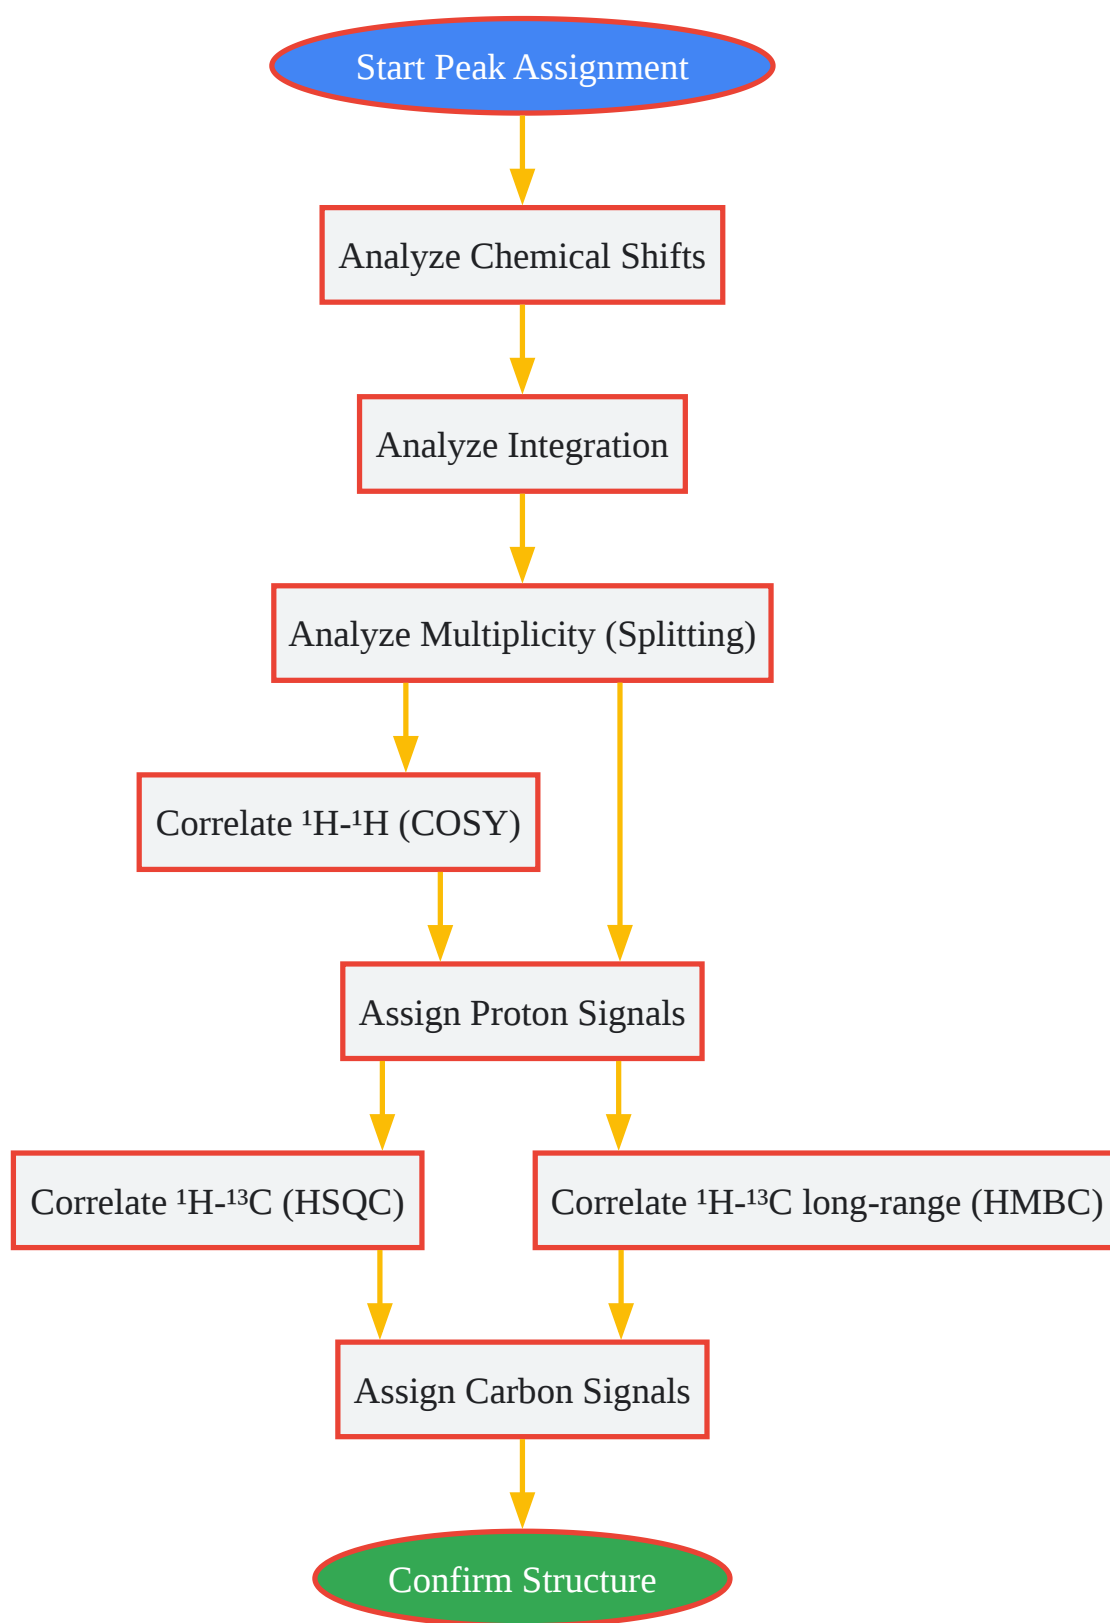 Start Peak Assignment
Analyze Chemical Shifts
Analyze Integration
Analyze Multiplicity (Splitting)
Correlate ¹H-¹H (COSY)
Assign Proton Signals
Correlate ¹H-¹³C (HSQC)
Correlate ¹H-¹³C long-range (HMBC)
Assign Carbon Signals
Confirm Structure